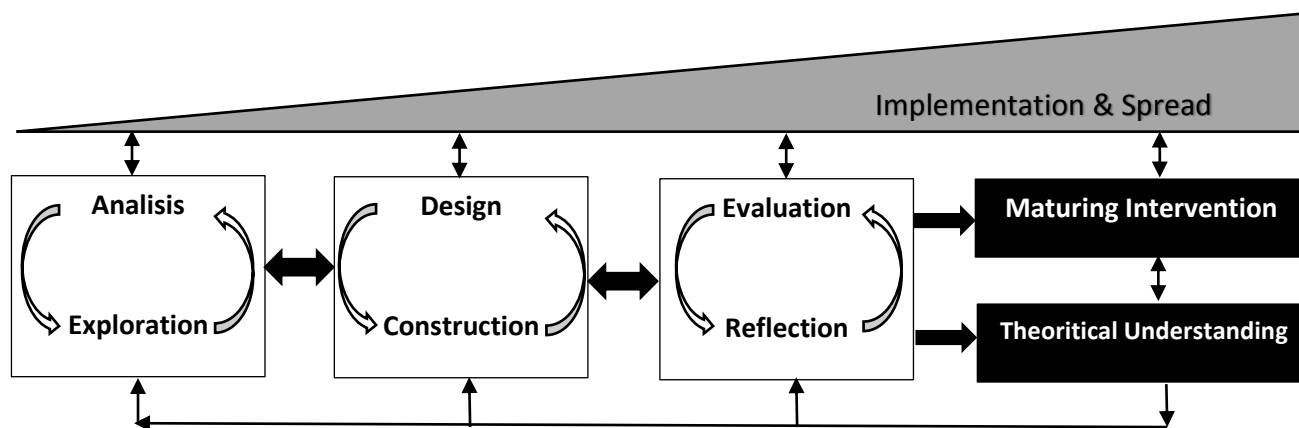 Implementation & Spread
Analisis
Exploration
Design
Construction
Evaluation
Reflection
Maturing Intervention
Theoritical Understanding